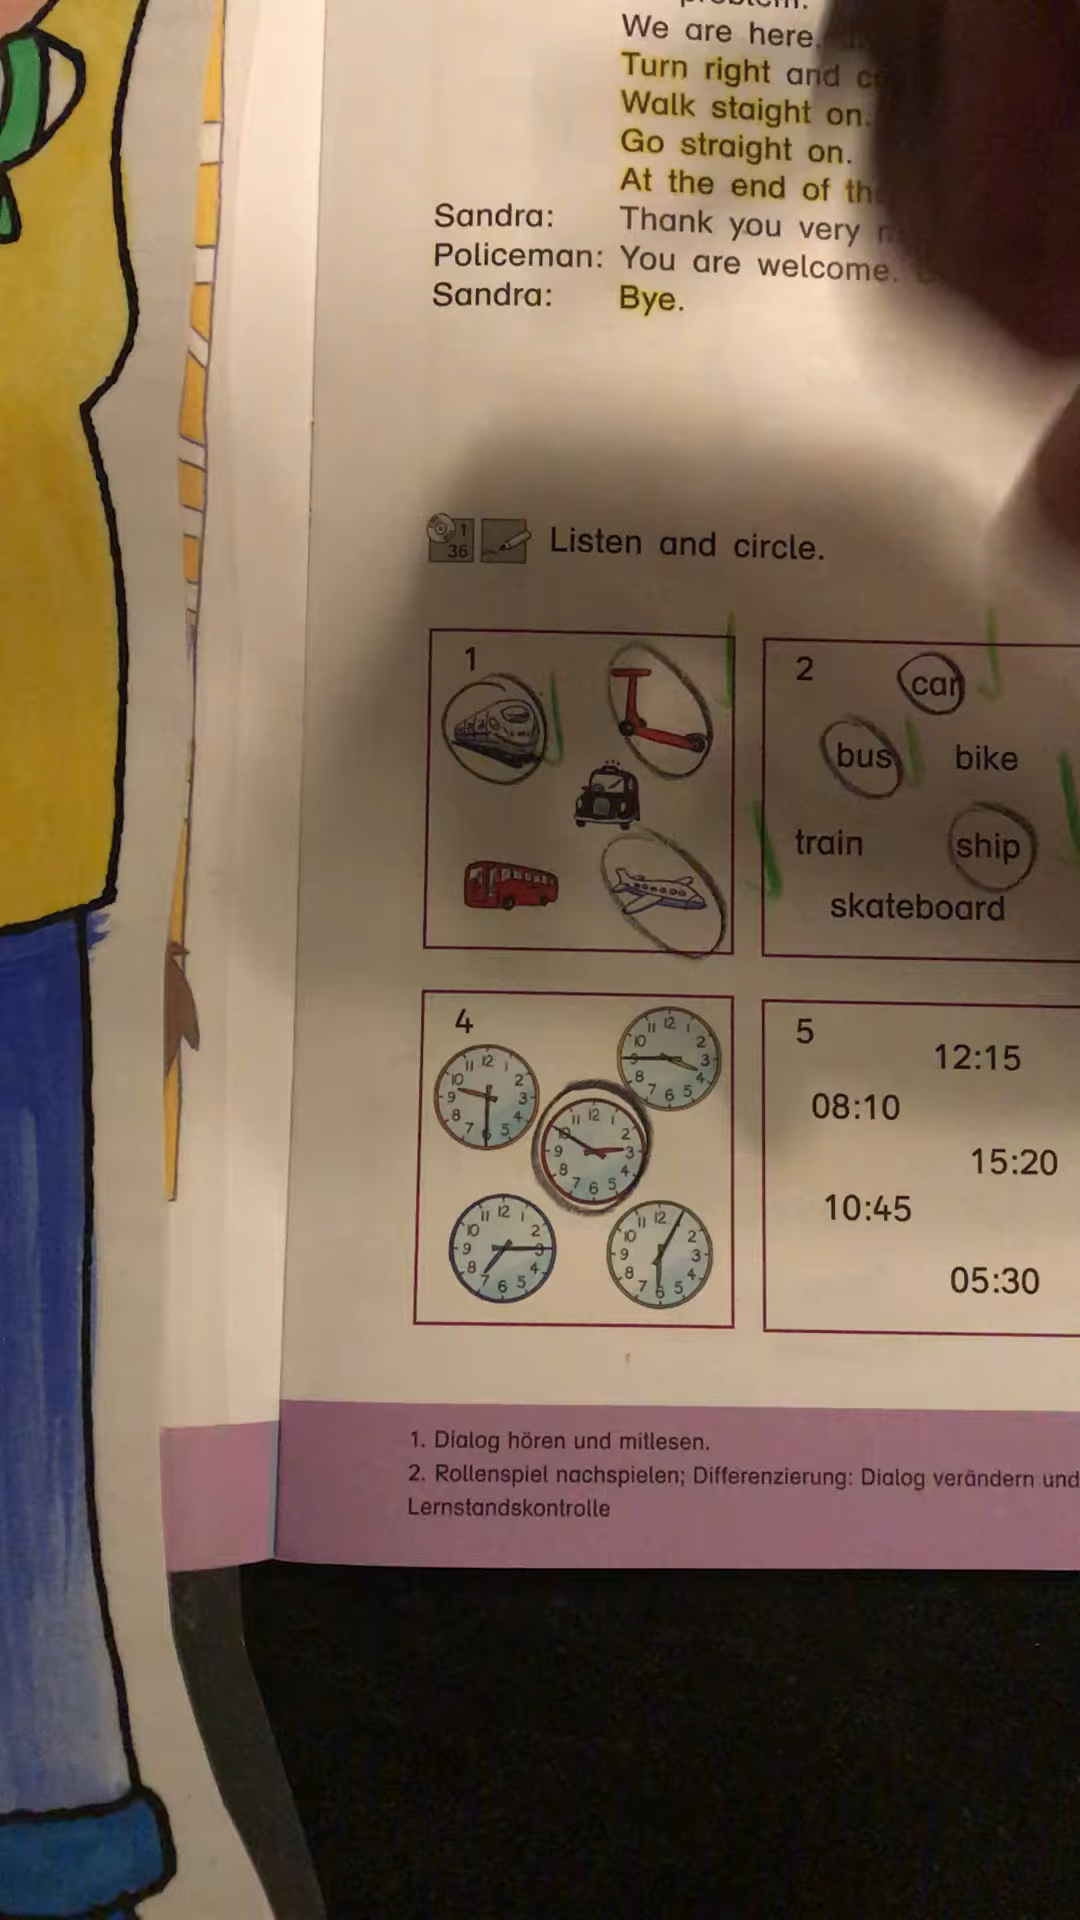 We are here.
Turn right and
Walk staight on.
Go straight on.
At the end of
Sandra: Thank you very
Policeman: You are welcome.
Sandra: Bye.
1
36
Listen and circle.
1
2
car
bus
bike
train
ship
skateboard
4
5
12:15
08:10
15:20
10:45
05:30
1. Dialog hören und mitlesen.
2. Rollenspiel nachspielen; Differenzierung: Dialog verändern und
Lernstandskontrolle